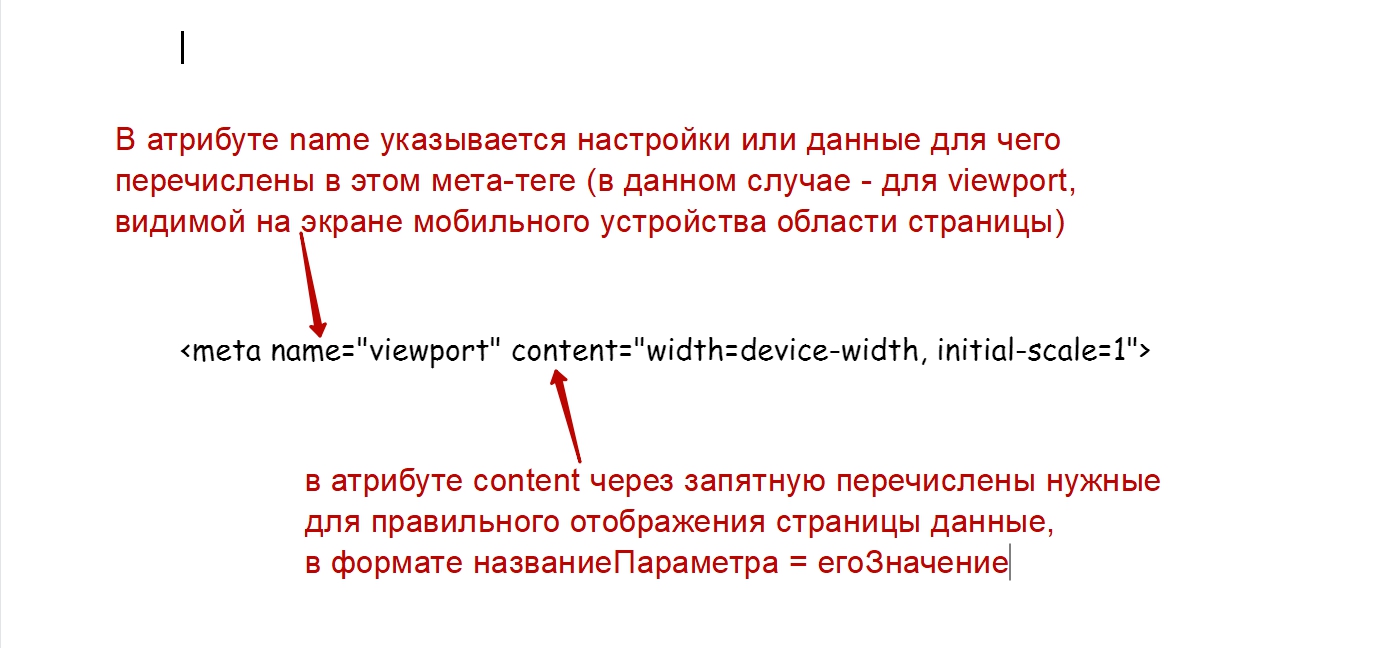 В атрибуте name указывается настройки или данные для чего
перечислены в этом мета-теге (в данном случае - для viewport,
видимой на экране мобильного устройства области страницы)
<meta name="viewport" content="width=device-width, initial-scale=1">
в атрибуте content через запятную перечислены нужные
для правильного отображения страницы данные,
в формате названиеПараметра = егоЗначение